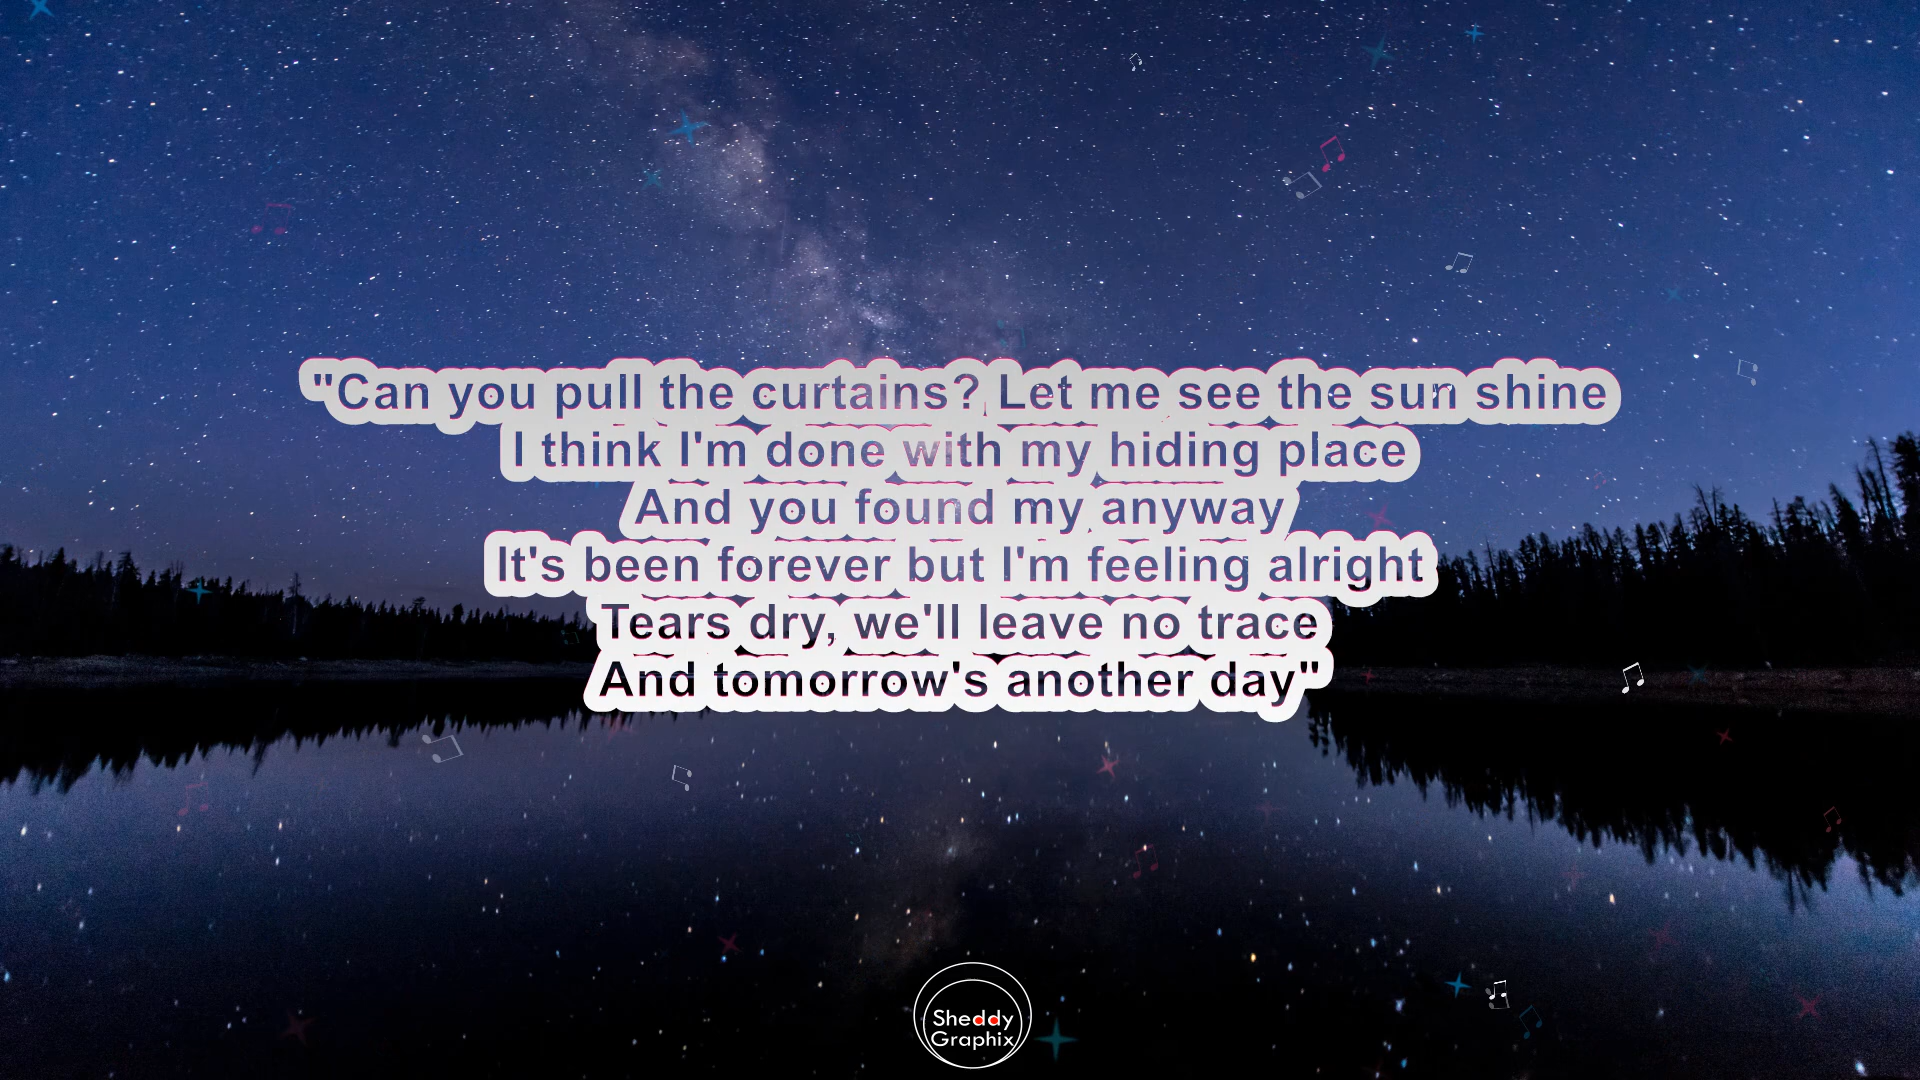 "Can you pull the curtains? Let me see the sun shine
I think I'm done with my hiding place
And you found my anyway
It's been forever but I'm feeling alright
Tears dry, we'll leave no trace
And tomorrow's another day"
Sheddy
Graphix